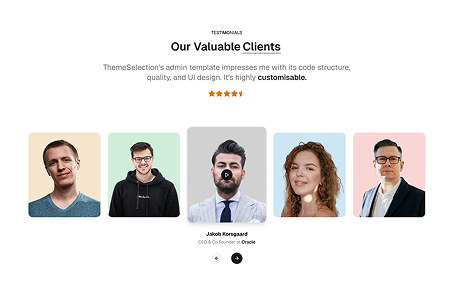 TESTIMONIALS
Our Valuable Clients
ThemeSelection's admin template impresses me with its code structure,
quality, and UI design. It's highly customisable.
Jakob Korsgaard
CEO & Co Founder at Oracle